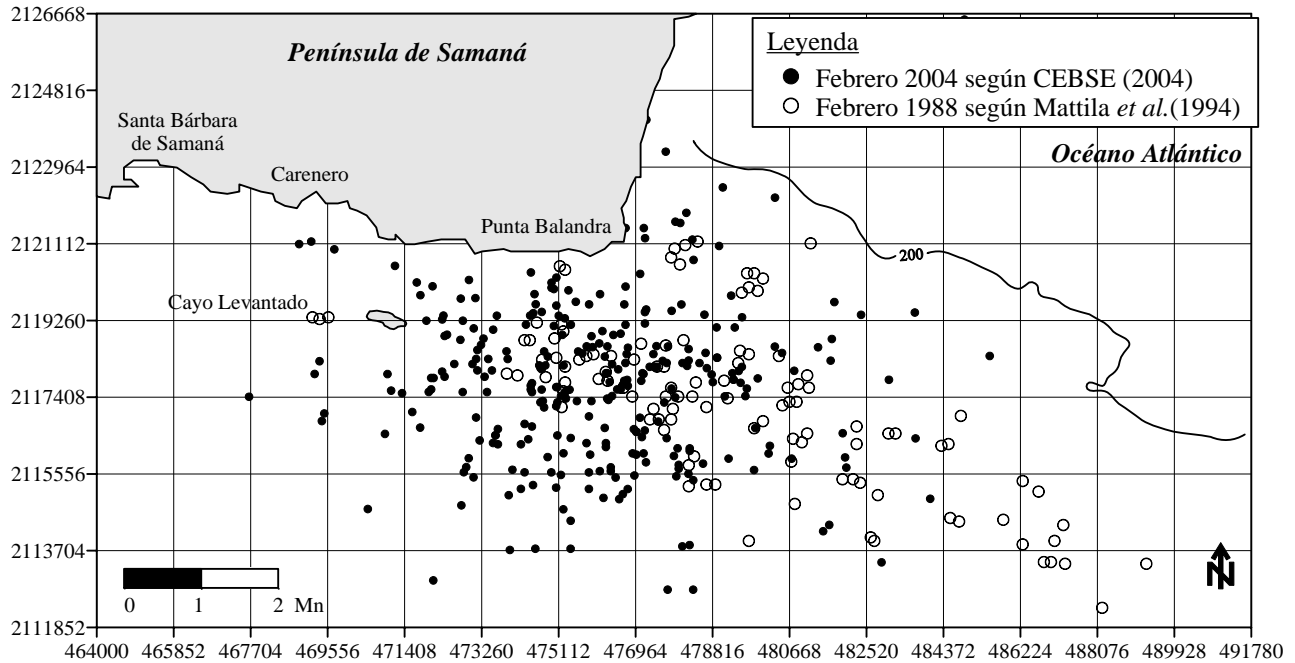 2126668
Península de Samaná
Leyenda
Febrero 2004 según CEBSE (2004)
Febrero 1988 según Mattila et al.(1994)
2124816
Santa Bárbara
de Samaná
Océano Atlántico
2122964
Carenero
Punta Balandra
2121112
200
Cayo Levantado
2119260
2117408
2115556
2113704
N
0 1 2 Mn
2111852
464000 465852 467704 469556 471408 473260 475112 476964 478816 480668 482520 484372 486224 488076 489928 491780